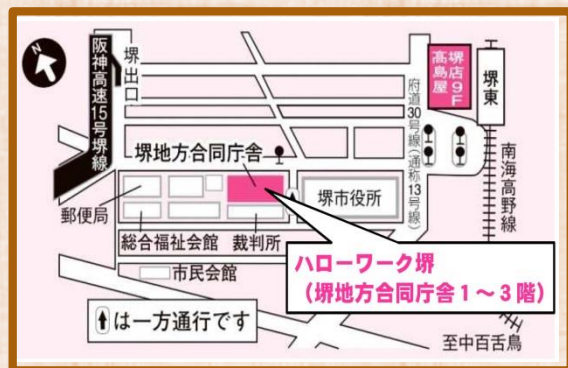 N
阪神高速15号堺線
堺出口
府道30号線(通称13号線)
堺店9F
高島屋
堺東
南海高野線
堺地方合同庁舎
堺市役所
郵便局
総合福祉会館
裁判所
市民会館
ハローワーク堺
(堺地方合同庁舎1～3階)
は一方通行です
至中百舌鳥